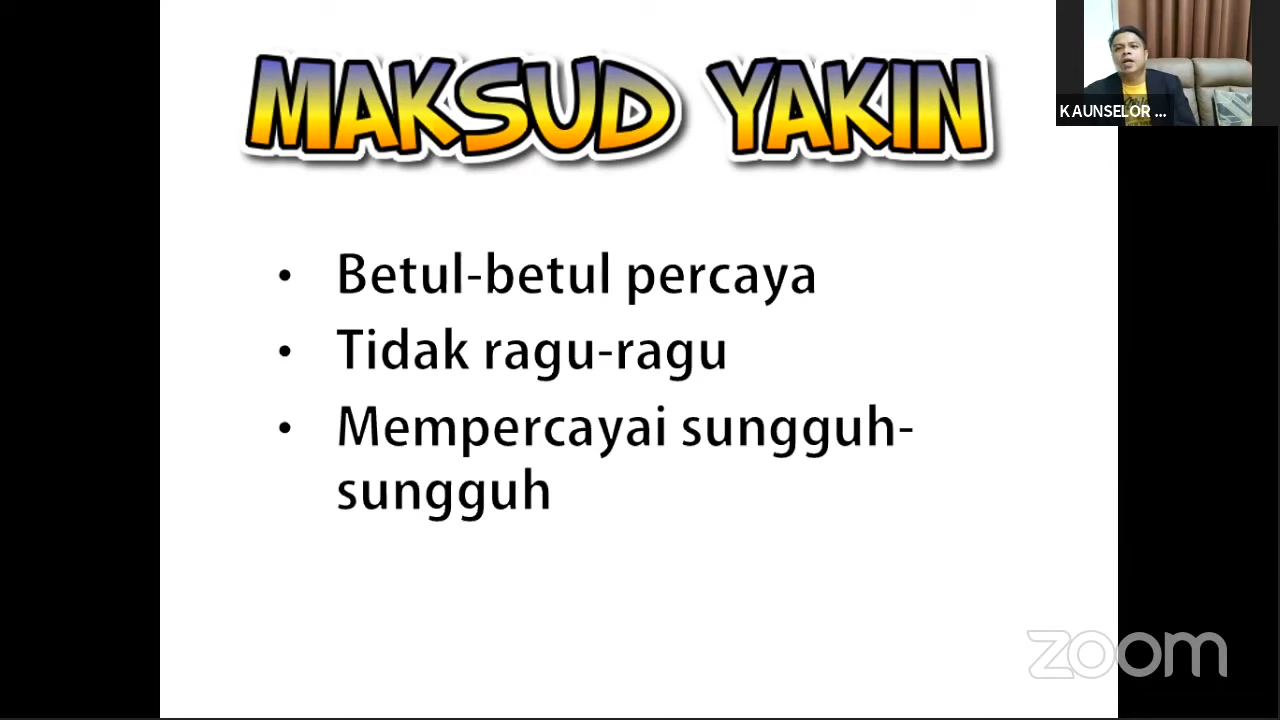 MAKSUD YAKIN
KAUNSELOR ...
• Betul-betul percaya
• Tidak ragu-ragu
• Mempercayai sungguh-
sungguh
zoom